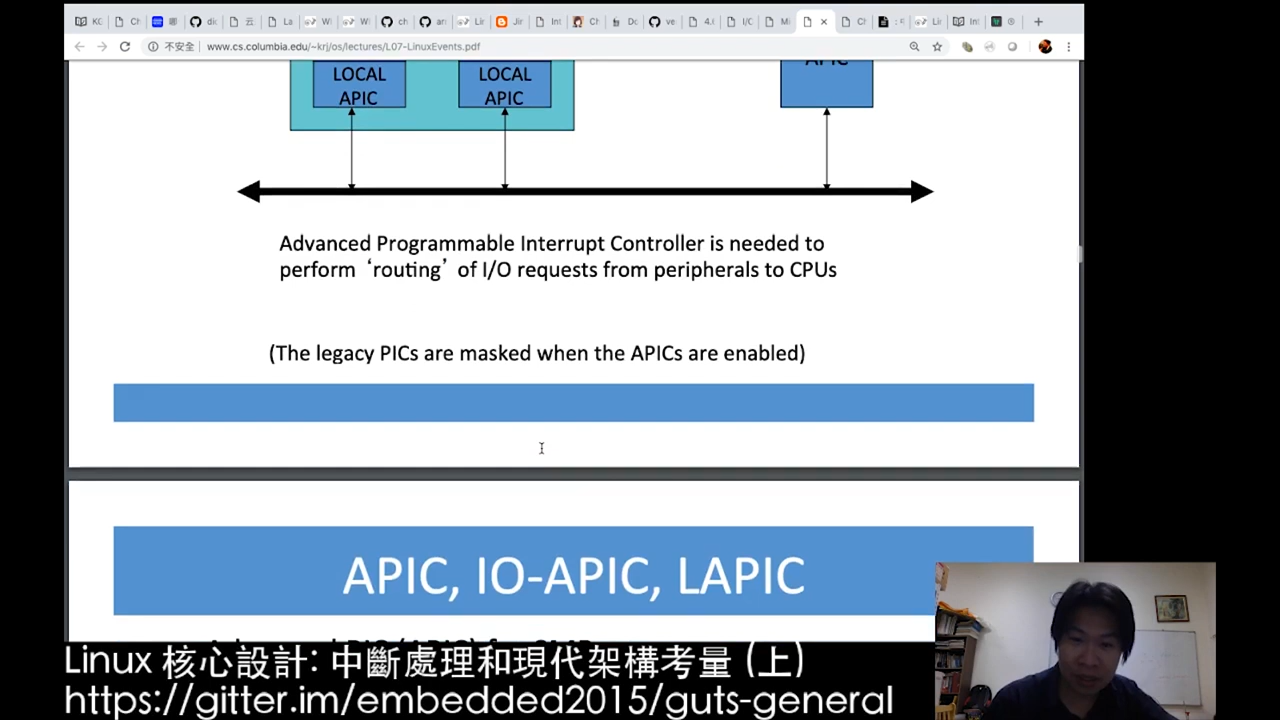 不安全
www.cs.columbia.edu/~krj/os/lectures/L07-LinuxEvents.pdf
LOCAL
APIC
LOCAL
APIC
APIC
Advanced Programmable Interrupt Controller is needed to
perform ‘routing’ of I/O requests from peripherals to CPUs
(The legacy PICs are masked when the APICs are enabled)
APIC, IO-APIC, LAPIC
Linux 核心設計: 中斷處理和現代架構考量 (上)
https://gitter.im/embedded2015/guts-general